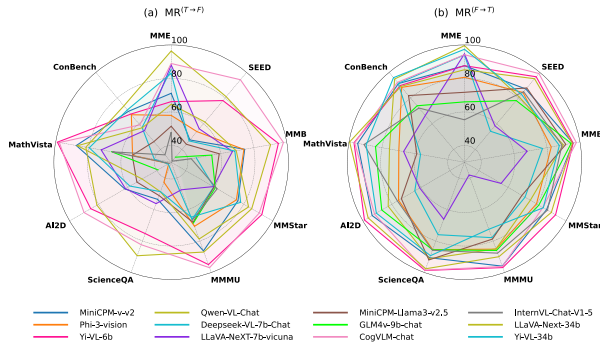 (a) MR(T→F)
(b) MR(F→T)
MME
SEED
MMB
MMStar
MMMU
ScienceQA
AI2D
MathVista
ConBench
100
80
60
40
MME
SEED
MMB
MMStar
MMMU
ScienceQA
AI2D
MathVista
ConBench
100
80
60
40
MiniCPM-v-v2 Qwen-VL-Chat MiniCPM-Llama3-v2.5 InternVL-Chat-V1-5
Phi-3-vision Deepseek-VL-7b-Chat GLM4v-9b-chat LLaVA-Next-34b
Yi-VL-6b LLaVA-NeXT-7b-vicuna CogVLM-chat Yi-VL-34b